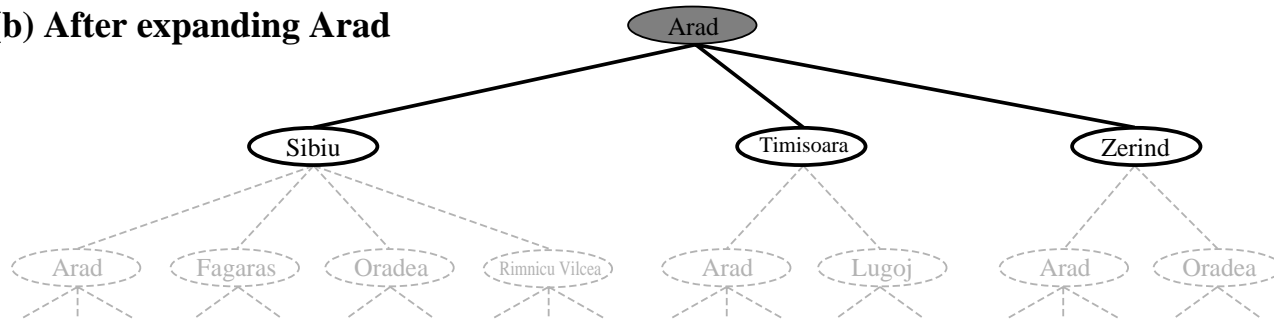 b) After expanding Arad
Arad
Sibiu
Timisoara
Zerind
Arad
Fagaras
Oradea
Rimnicu Vilcea
Arad
Lugoj
Arad
Oradea